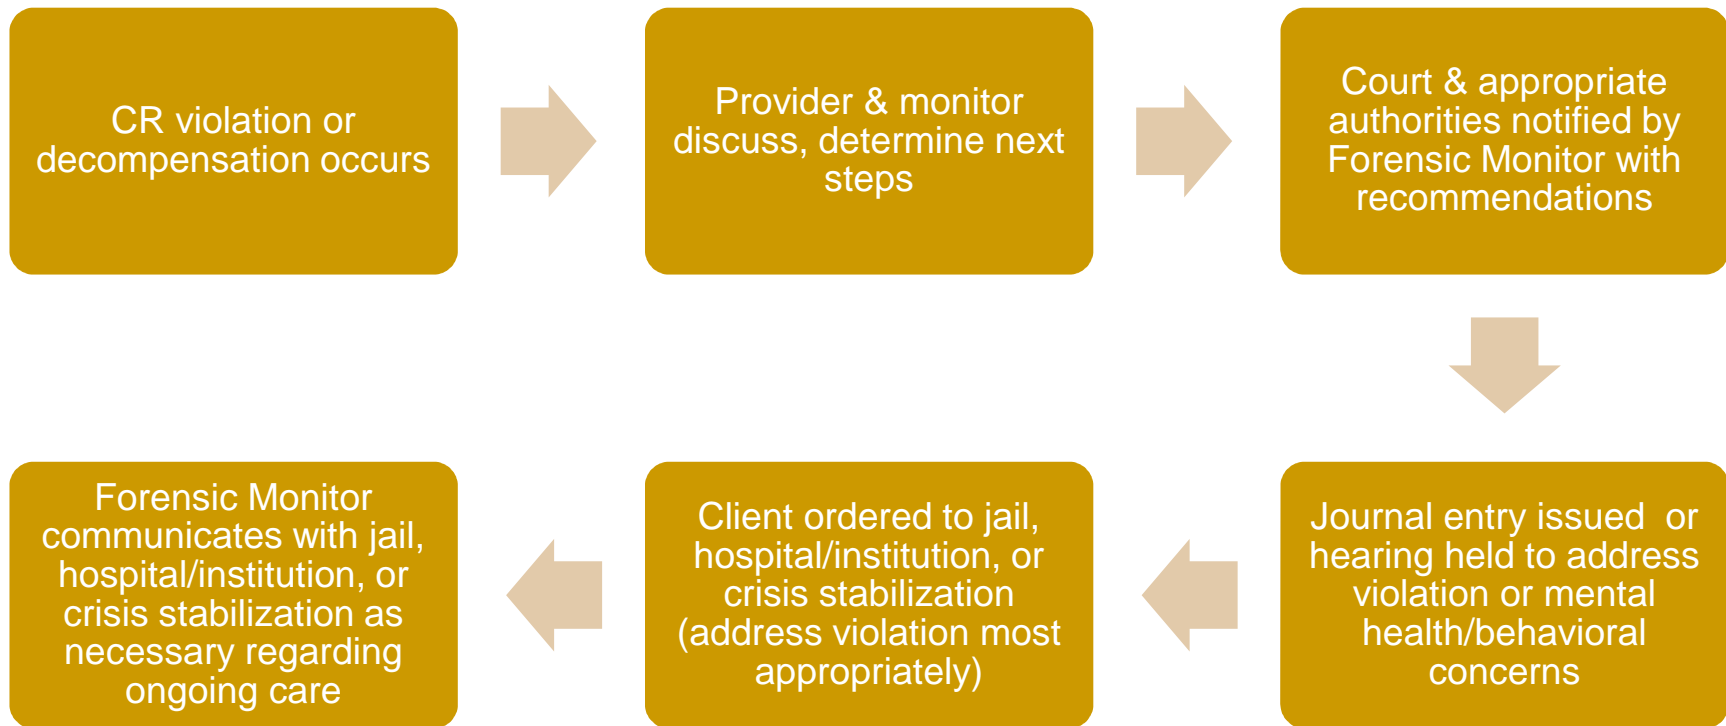 CR violation or
decompensation occurs
Provider & monitor
discuss, determine next
steps
Court & appropriate
authorities notified by
Forensic Monitor with
recommendations
Journal entry issued  or
hearing held to address
violation or mental
health/behavioral
concerns
Client ordered to jail,
hospital/institution, or
crisis stabilization
(address violation most
appropriately)
Forensic Monitor
communicates with jail,
hospital/institution, or
crisis stabilization as
necessary regarding
ongoing care